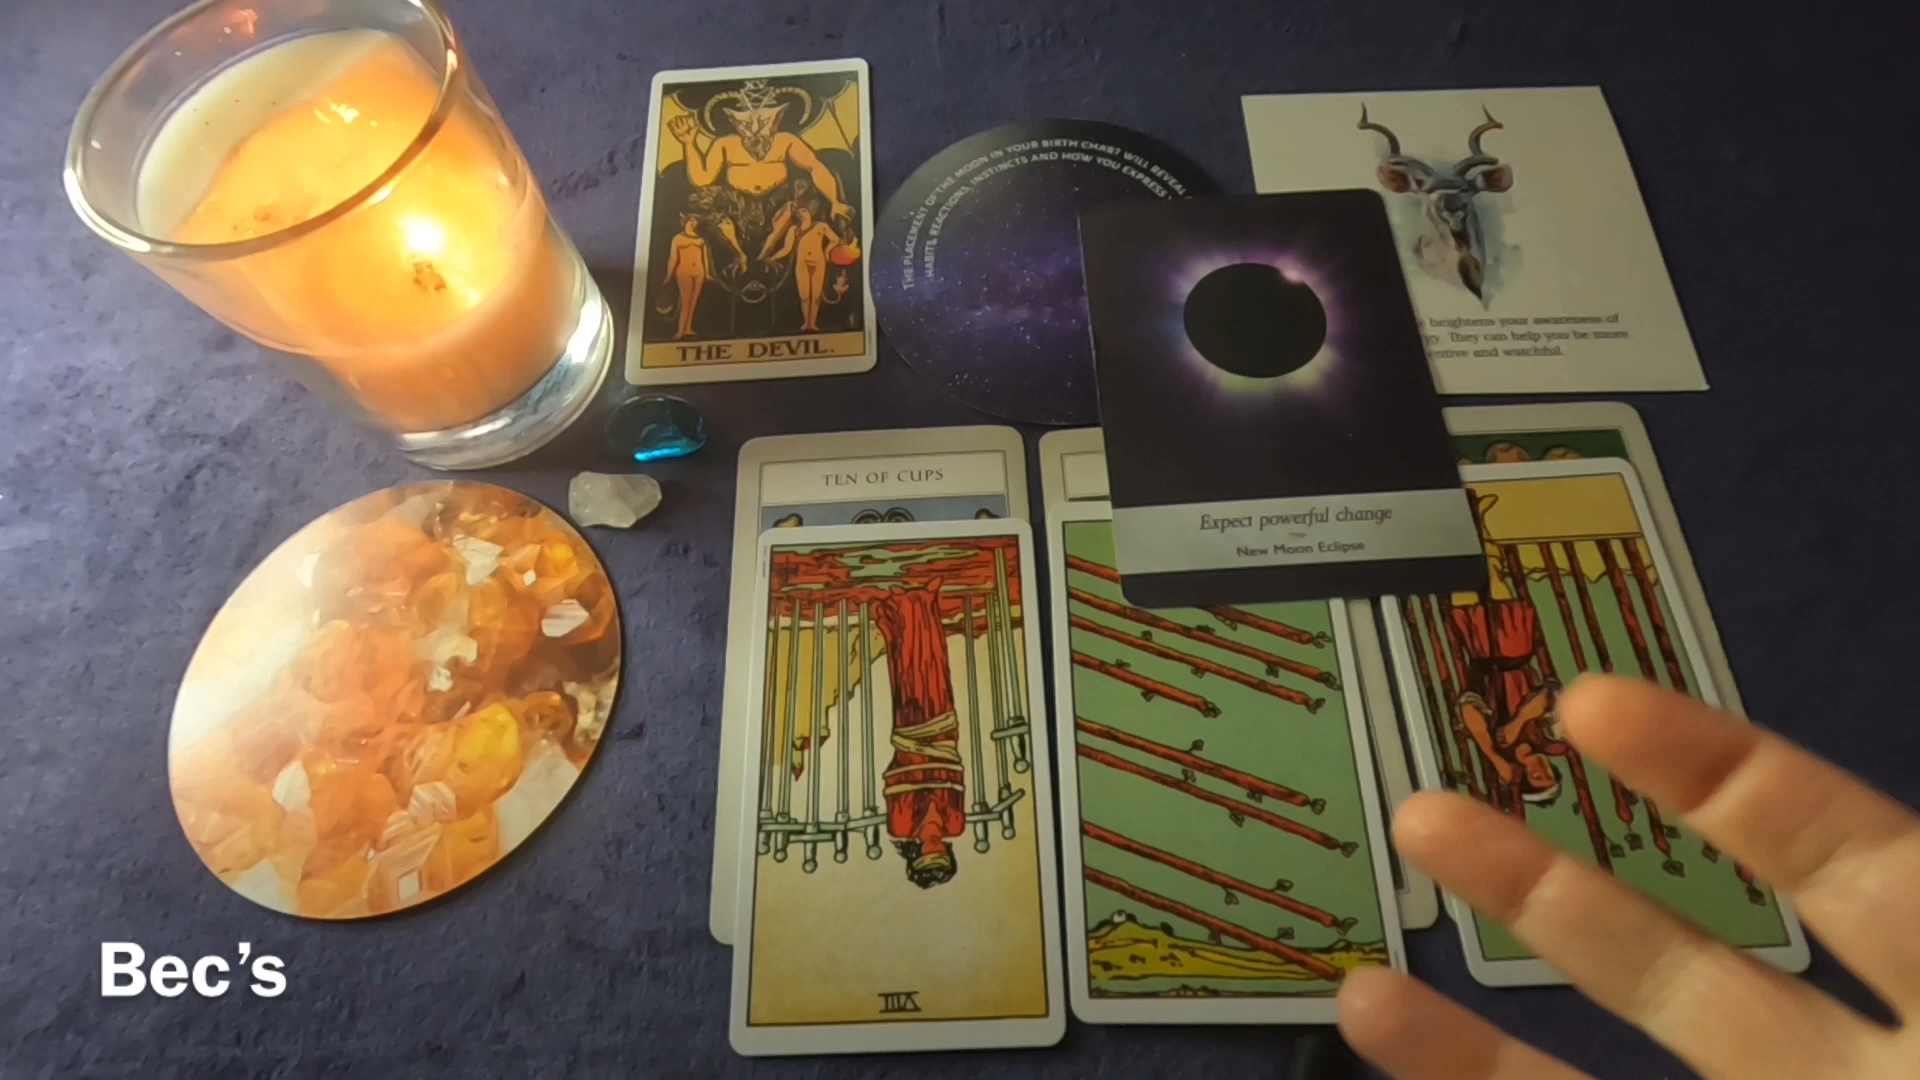 XV
THE DEVIL.
THE PLACEMENT OF THE MOON IN YOUR BIRTH CHART WILL REVEAL
HABITS, REACTIONS, INSTINCTS AND HOW YOU EXPRESS
heightens your awareness of
They can help you be more
and watchful.
TEN OF CUPS
Expect powerful change
New Moon Eclipse
VIII
Bec's